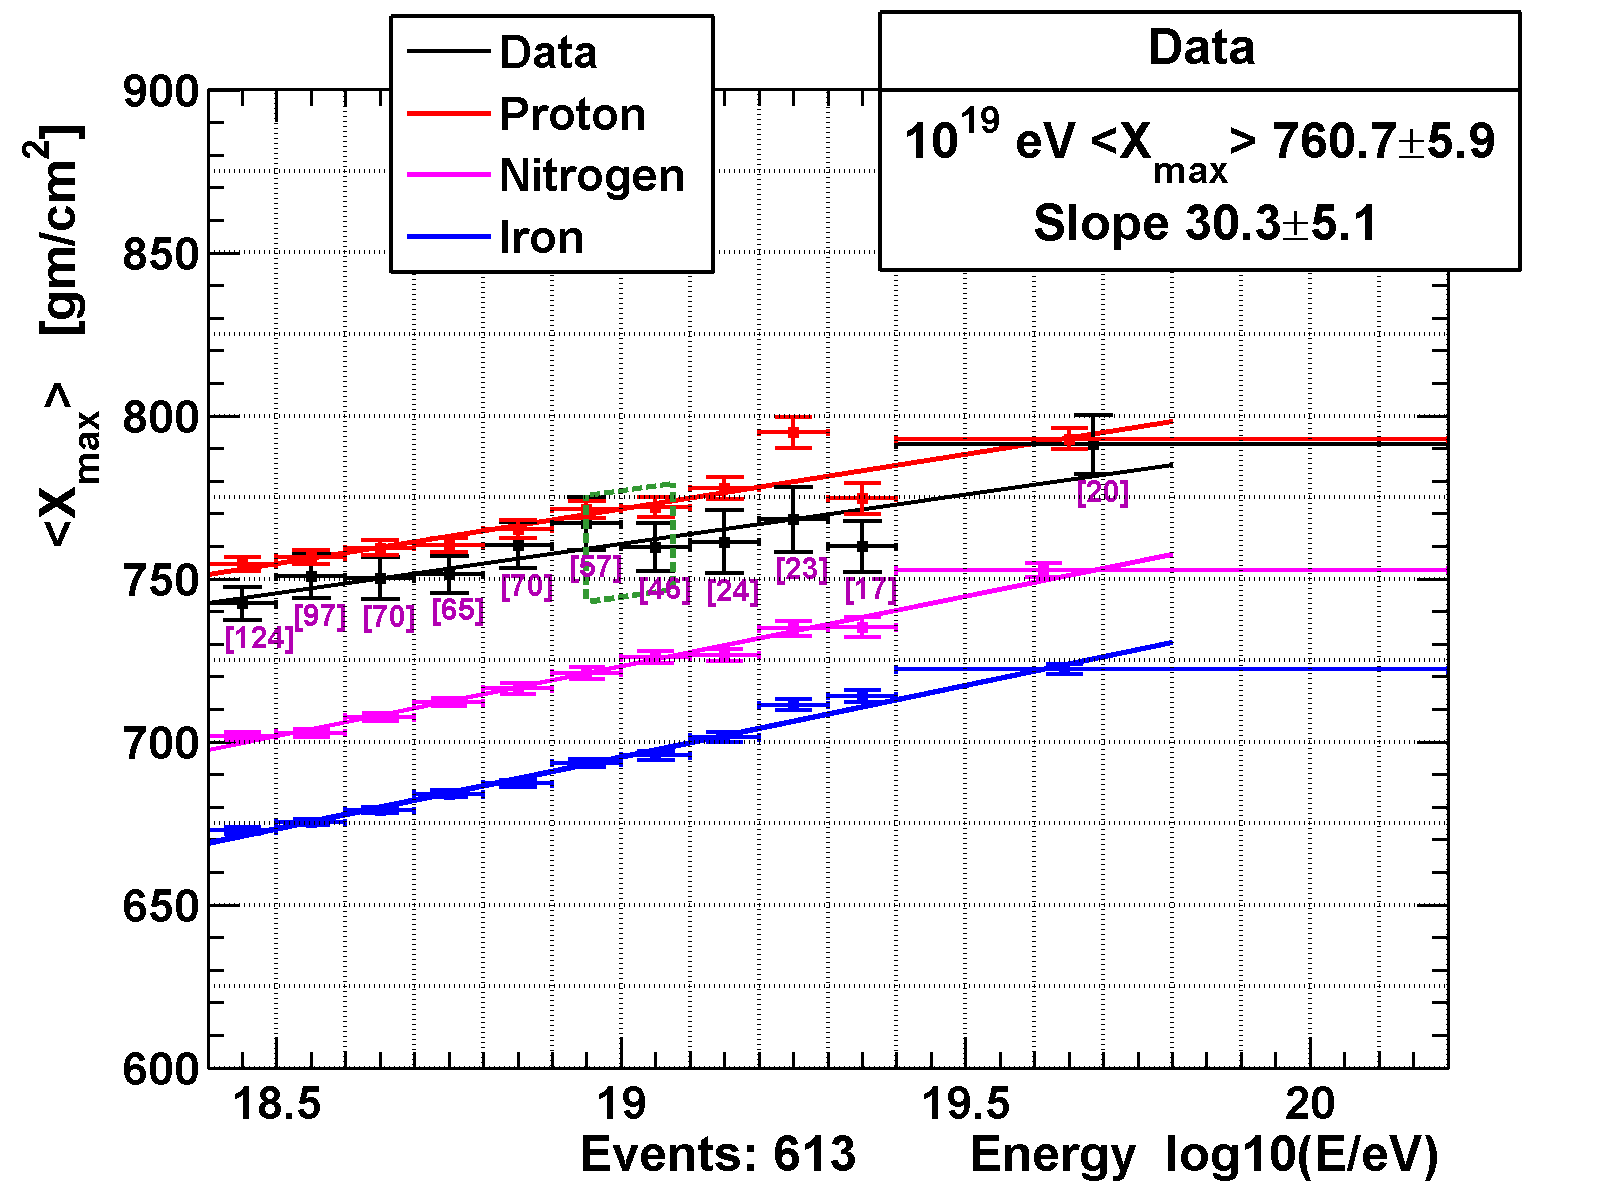 Data
Proton
Nitrogen
Iron
Data
10^19 eV <X_max> 760.7±5.9
Slope 30.3±5.1
<X_max> [gm/cm^2]
900
850
800
750
700
650
600
[124]
[97]
[70]
[65]
[70]
[57]
[46]
[24]
[23]
[17]
[20]
18.5
19
19.5
20
Events: 613
Energy log10(E/eV)